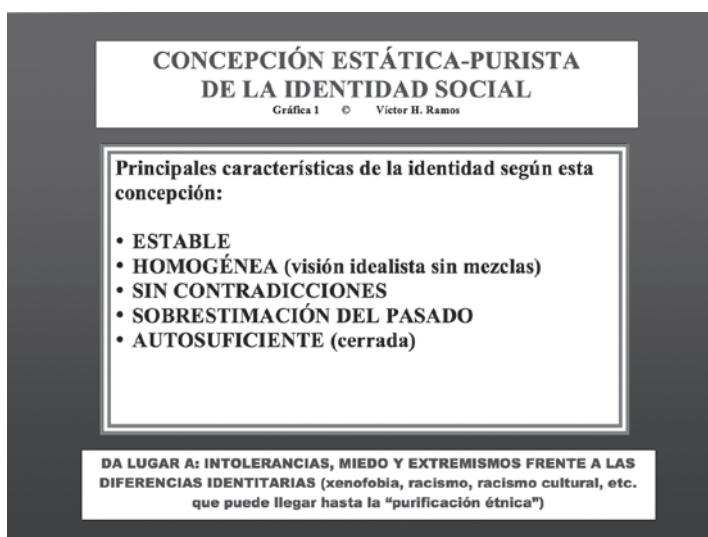 CONCEPCIÓN ESTÁTICA-PURISTA
DE LA IDENTIDAD SOCIAL
Gráfica 1 © Víctor H. Ramos
Principales características de la identidad según esta
concepción:
• ESTABLE
• HOMOGÉNEA (visión idealista sin mezclas)
• SIN CONTRADICCIONES
• SOBRESTIMACIÓN DEL PASADO
• AUTOSUFICIENTE (cerrada)
DA LUGAR A: INTOLERANCIAS, MIEDO Y EXTREMISMOS FRENTE A LAS
DIFERENCIAS IDENTITARIAS (xenofobia, racismo, racismo cultural, etc.
que puede llegar hasta la “purificación étnica”)